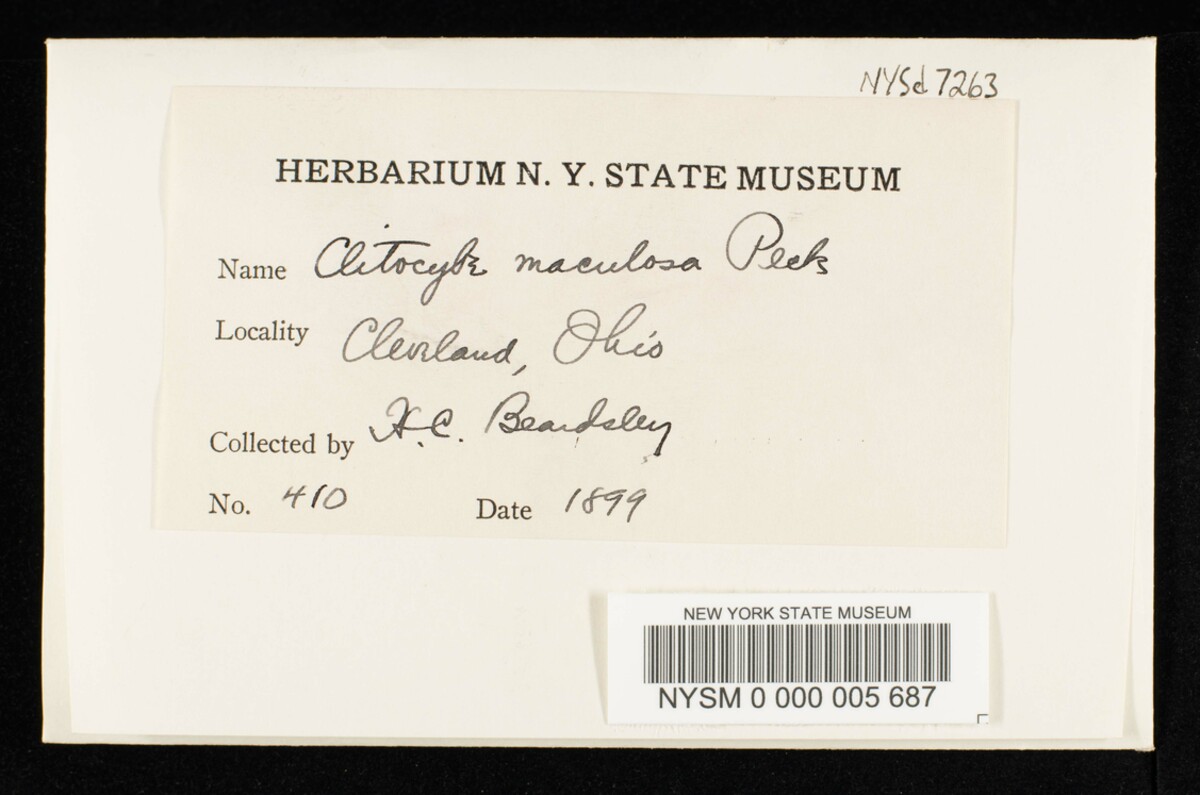 NYSd 7263
HERBARIUM N. Y. STATE MUSEUM
Name Clitocybe maculosa Peck
Locality Cleveland, Ohio
Collected by H.C. Beardsley
No. 410 Date 1899
NEW YORK STATE MUSEUM
NYSM 0 000 005 687